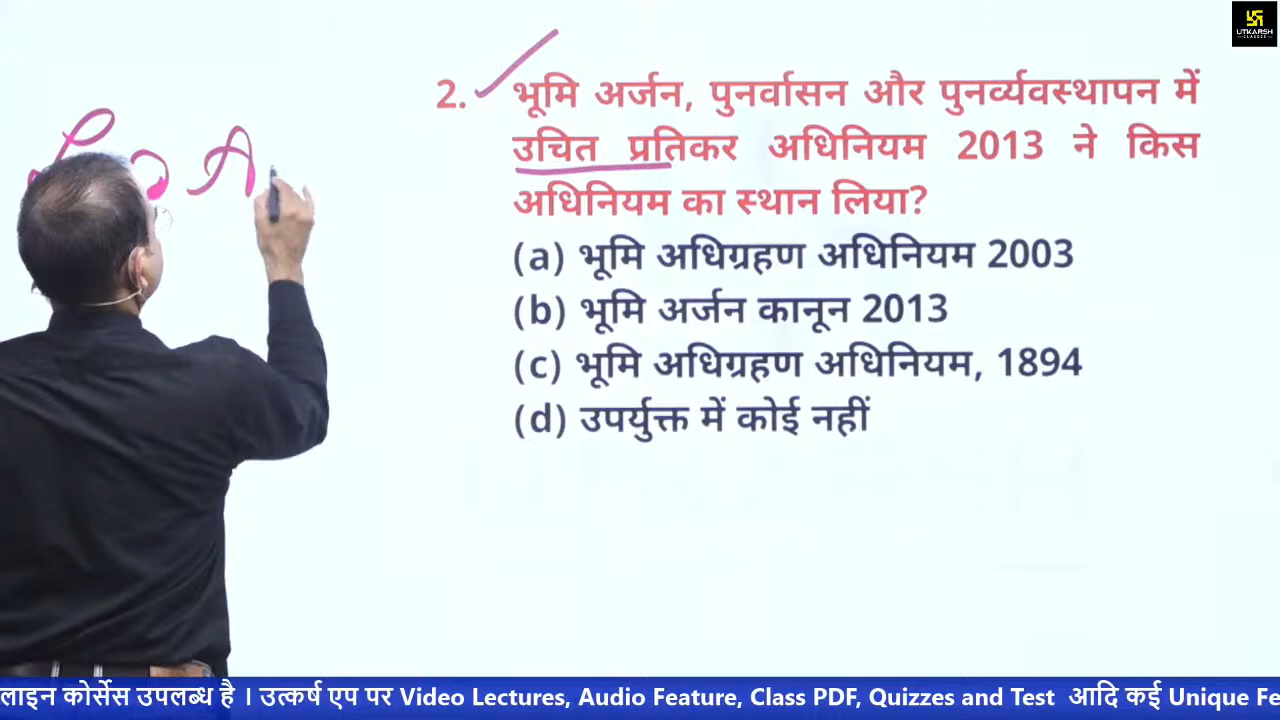 UTKARSH
CLASSES
2. भूमि अर्जन, पुनर्वासन और पुनर्व्यवस्थापन में
उचित प्रतिकर अधिनियम 2013 ने किस
अधिनियम का स्थान लिया?
(a) भूमि अधिग्रहण अधिनियम 2003
(b) भूमि अर्जन कानून 2013
(c) भूमि अधिग्रहण अधिनियम, 1894
(d) उपर्युक्त में कोई नहीं
A
लाइन कोर्सेस उपलब्ध है । उत्कर्ष एप पर Video Lectures, Audio Feature, Class PDF, Quizzes and Test आदि कई Unique Fe